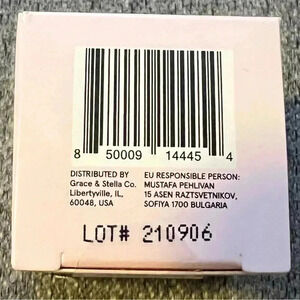 8 50009 14445 4
DISTRIBUTED BY
Grace & Stella Co.
Libertyville, IL,
60048, USA
EU RESPONSIBLE PERSON:
MUSTAFA PEHLIVAN
15 ASEN RAZTSVETNIKOV,
SOFIYA 1700 BULGARIA
LOT# 210906